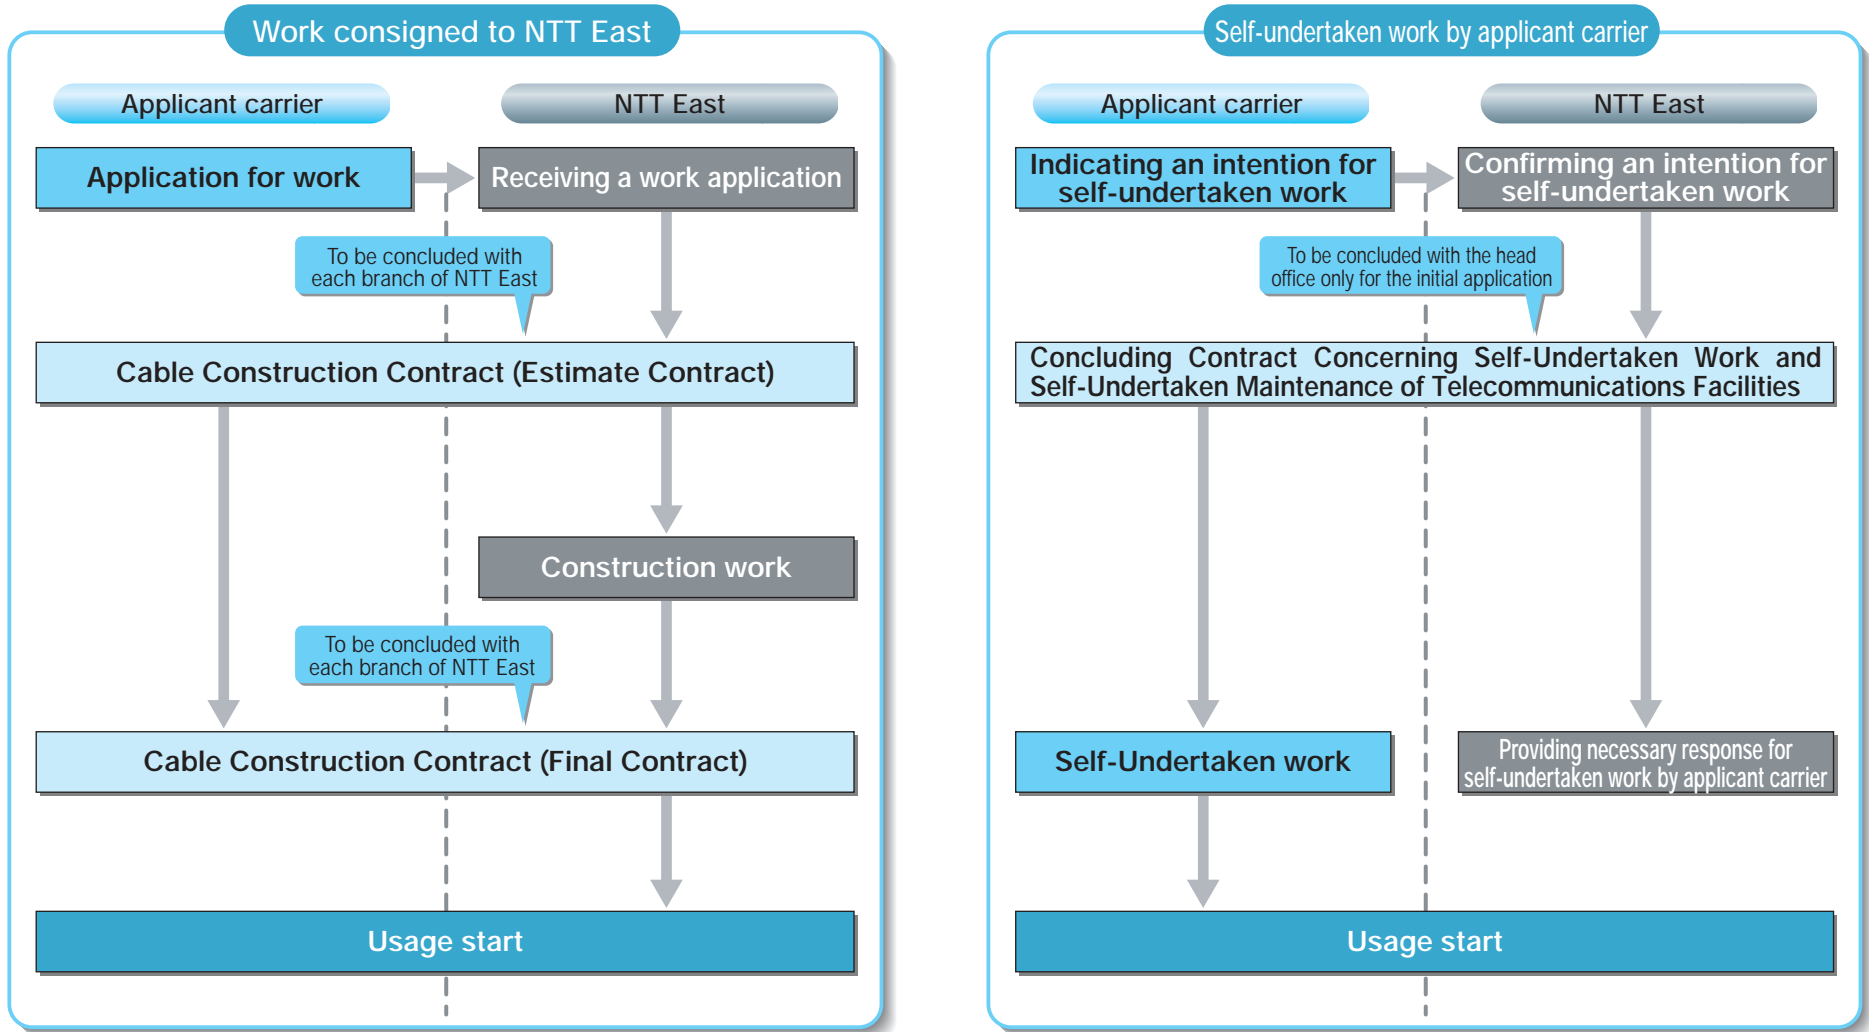 Work consigned to NTT East
Applicant carrier
NTT East
Application for work
Receiving a work application
To be concluded with
each branch of NTT East
Cable Construction Contract (Estimate Contract)
Construction work
To be concluded with
each branch of NTT East
Cable Construction Contract (Final Contract)
Usage start
Self-undertaken work by applicant carrier
Applicant carrier
NTT East
Indicating an intention for
self-undertaken work
Confirming an intention for
self-undertaken work
To be concluded with the head
office only for the initial application
Concluding Contract Concerning Self-Undertaken Work and
Self-Undertaken Maintenance of Telecommunications Facilities
Self-Undertaken work
Providing necessary response for
self-undertaken work by applicant carrier
Usage start